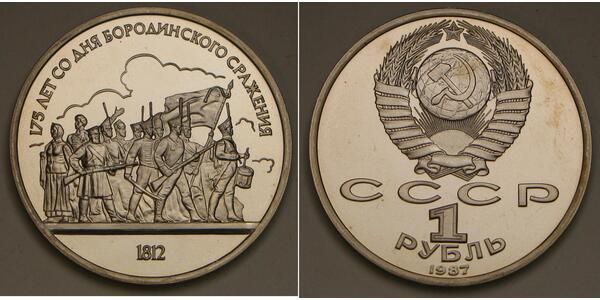 175 ЛЕТ СО ДНЯ БОРОДИНСКОГО СРАЖЕНИЯ
1812
СССР
1
РУБЛЬ
1987